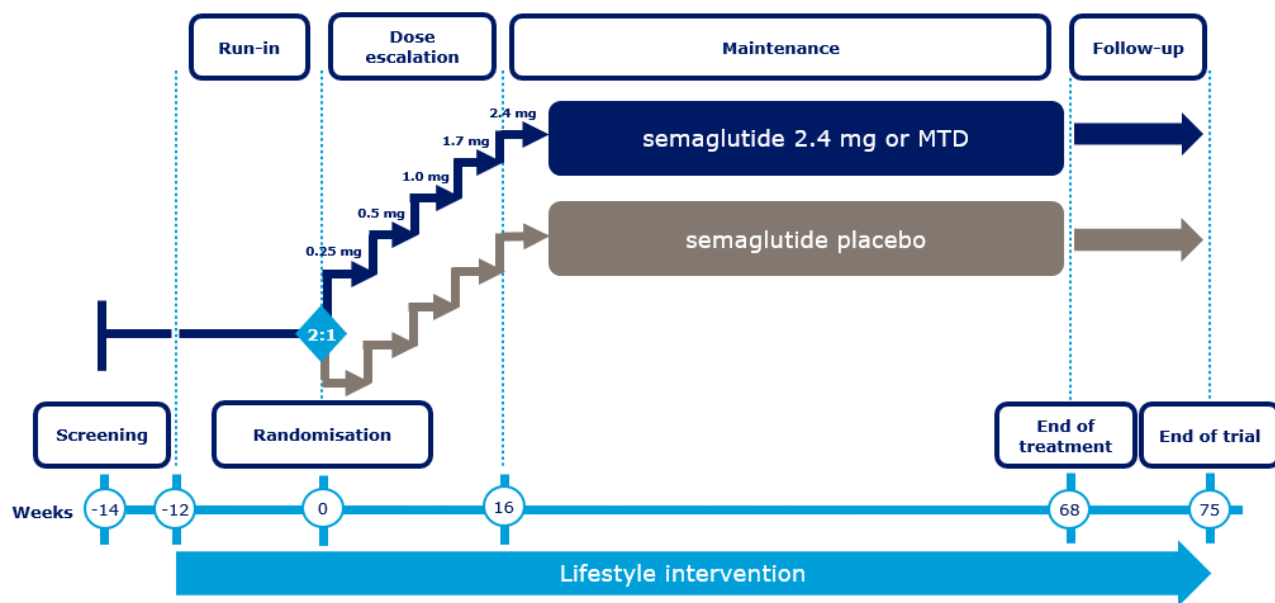 Run-in
Dose
escalation
Maintenance
Follow-up
2.4 mg
1.7 mg
1.0 mg
0.5 mg
0.25 mg
semaglutide 2.4 mg or MTD
semaglutide placebo
2:1
Screening
Randomisation
End of
treatment
End of trial
Weeks
-14
-12
0
16
68
75
Lifestyle intervention